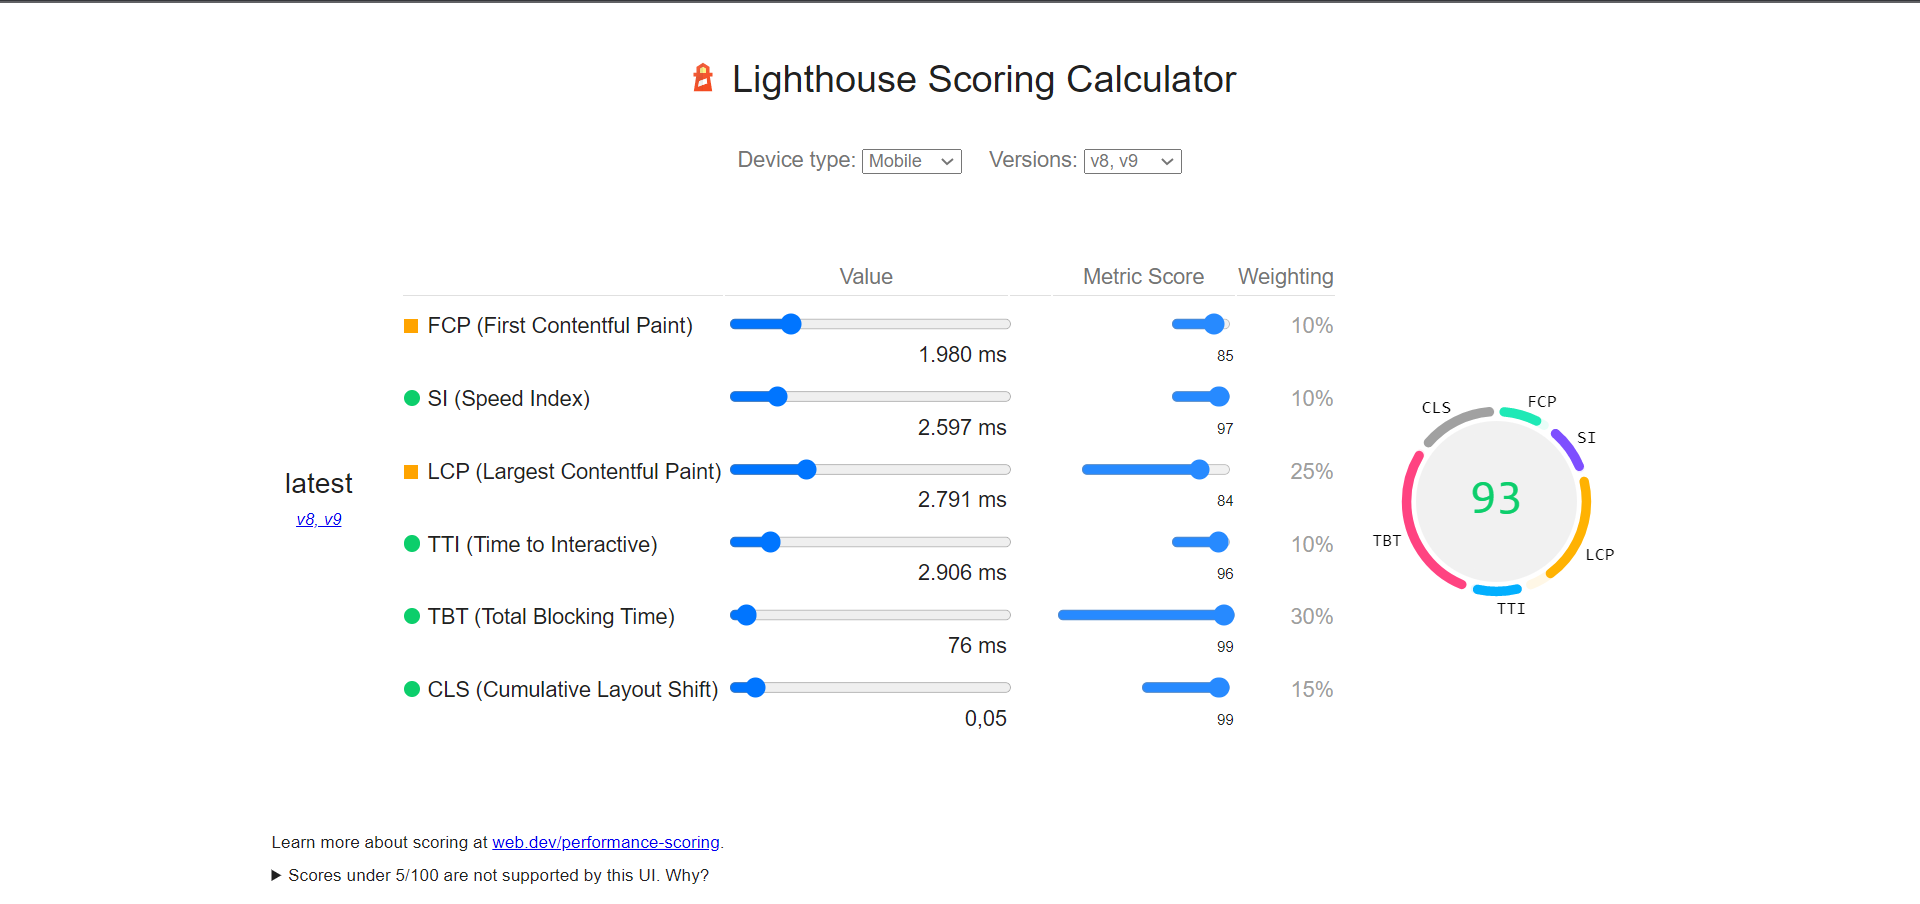 Lighthouse Scoring Calculator
Device type: Mobile Versions: v8, v9
Value Metric Score Weighting
FCP (First Contentful Paint) 10%
1.980 ms 85
SI (Speed Index) 10%
2.597 ms 97
LCP (Largest Contentful Paint) 25%
2.791 ms 84
TTI (Time to Interactive) 10%
2.906 ms 96
TBT (Total Blocking Time) 30%
76 ms 99
CLS (Cumulative Layout Shift) 15%
0,05 99
latest
v8, v9
CLS
FCP
SI
93
TBT
LCP
TTI
Learn more about scoring at web.dev/performance-scoring.
Scores under 5/100 are not supported by this UI. Why?